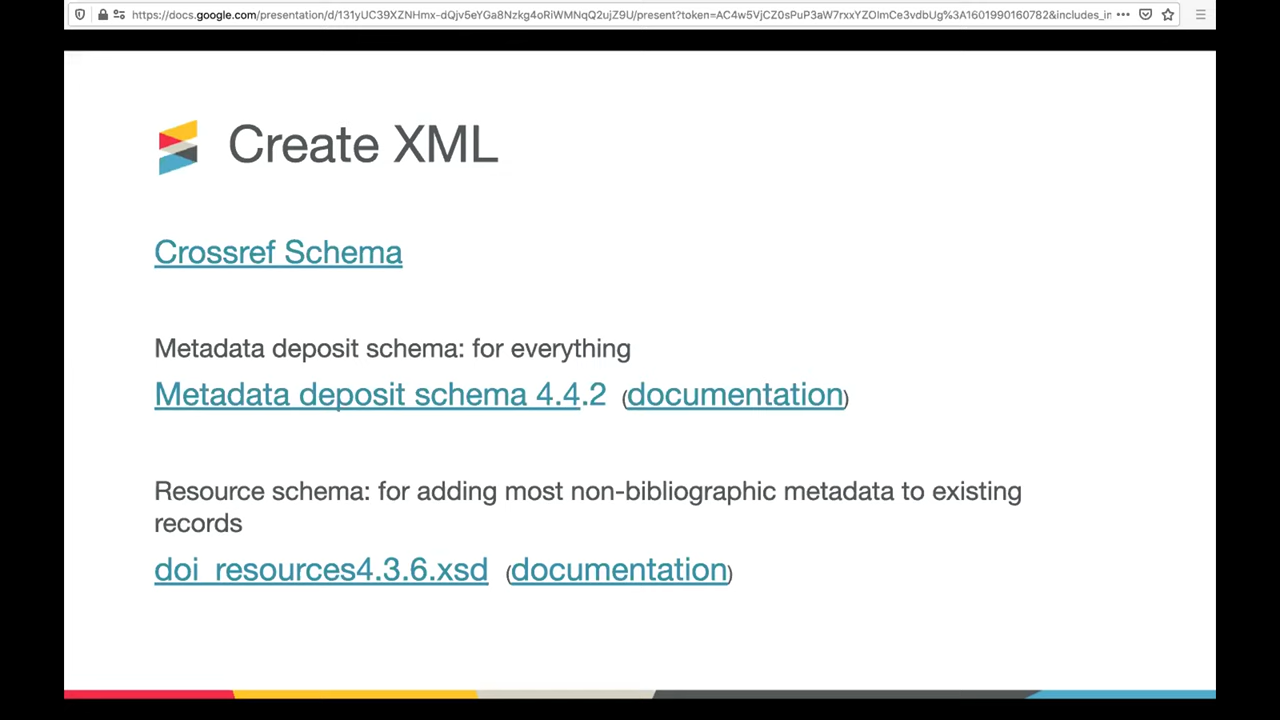 https://docs.google.com/presentation/d/131yUC39XZNHmx-dQjv5eYGa8Nzkg4oRiWMNqQ2ujZ9U/present?token=AC4w5VjCZ0sPuP3aW7rxxYZOlmCe3vdbUg%3A1601990160782&includes_in
Create XML
Crossref Schema
Metadata deposit schema: for everything
Metadata deposit schema 4.4.2 (documentation)
Resource schema: for adding most non-bibliographic metadata to existing
records
doi_resources4.3.6.xsd (documentation)